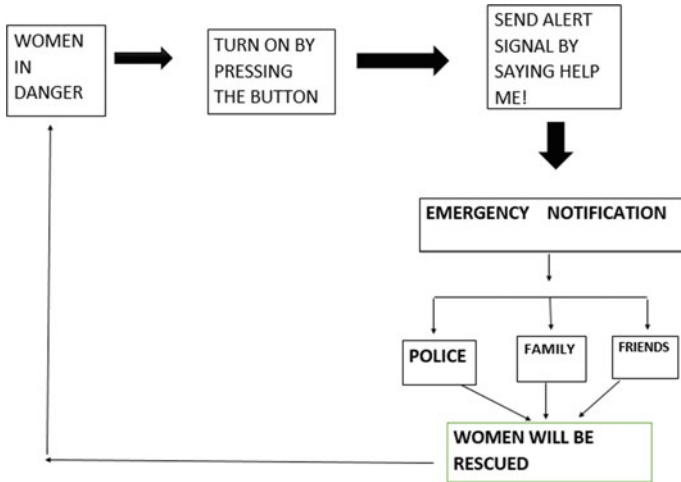 WOMEN
IN
DANGER
TURN ON BY
PRESSING
THE BUTTON
SEND ALERT
SIGNAL BY
SAYING HELP
ME!
EMERGENCY NOTIFICATION
POLICE
FAMILY
FRIENDS
WOMEN WILL BE
RESCUED